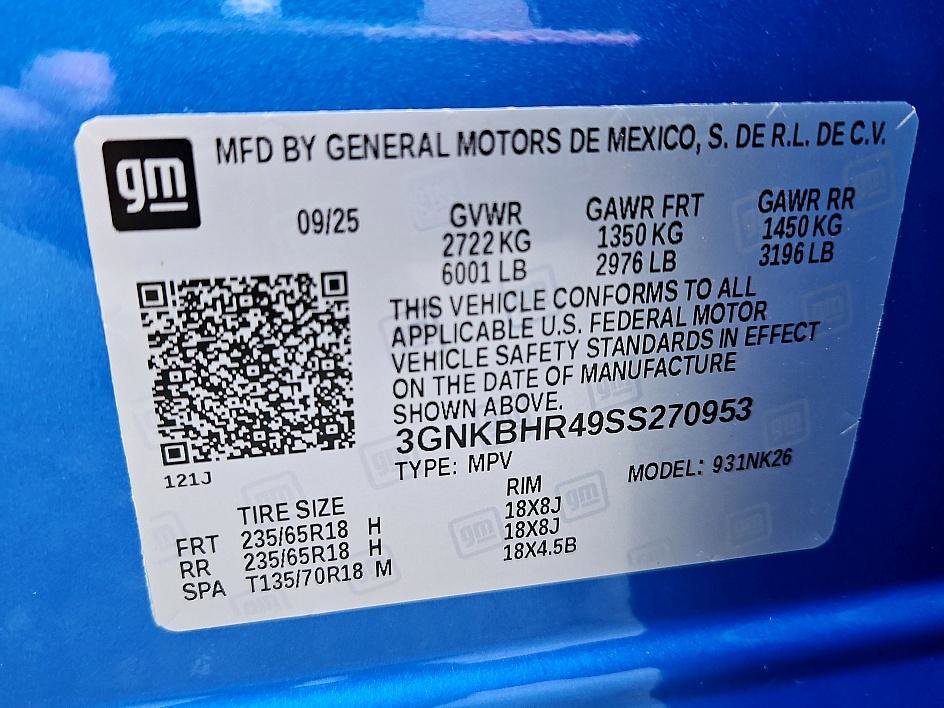 gm MFD BY GENERAL MOTORS DE MEXICO, S. DE R.L. DE C.V.
09/25 GVWR GAWR FRT GAWR RR
2722 KG 1350 KG 1450 KG
6001 LB 2976 LB 3196 LB
THIS VEHICLE CONFORMS TO ALL
APPLICABLE U.S. FEDERAL MOTOR
VEHICLE SAFETY STANDARDS IN EFFECT
ON THE DATE OF MANUFACTURE
SHOWN ABOVE.
3GNKBHR49SS270953
121J TYPE: MPV MODEL: 931NK26
TIRE SIZE RIM
FRT 235/65R18 H 18X8J
RR 235/65R18 H 18X8J
SPA T135/70R18 M 18X4.5B